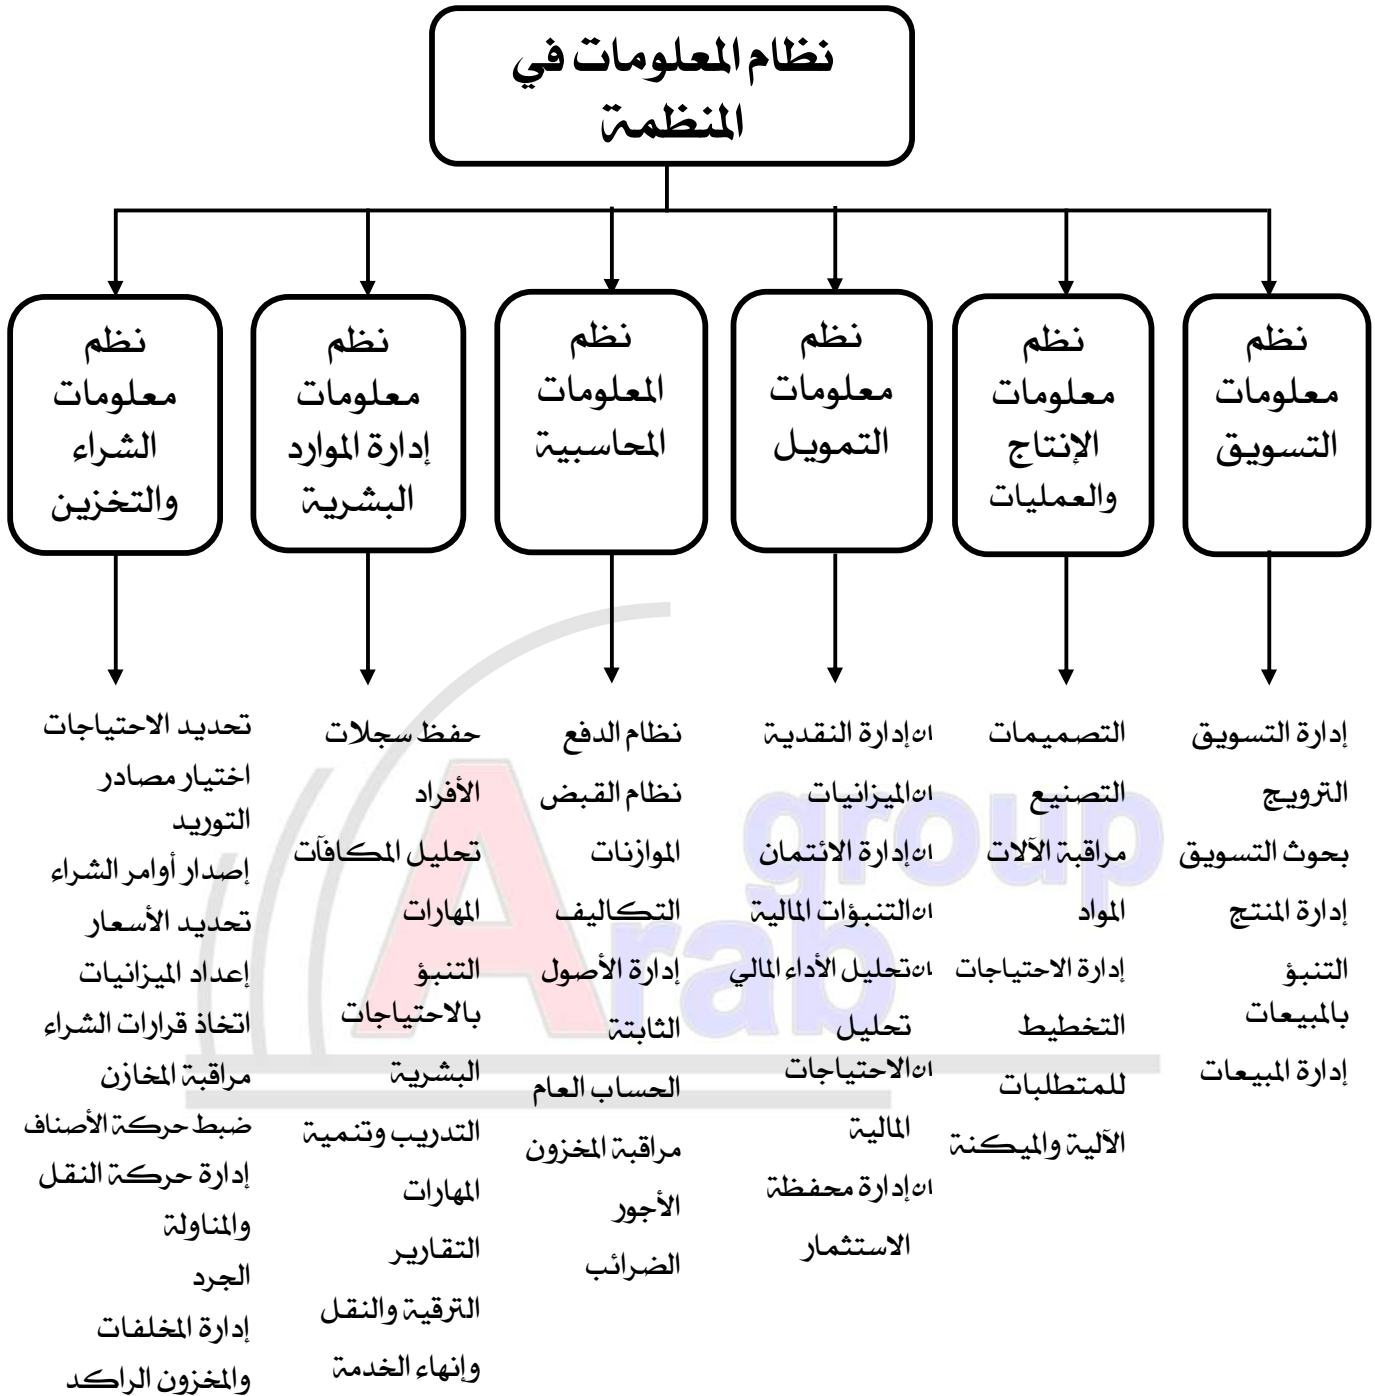 نظام المعلومات في
المنظمة
نظم
معلومات
التسويق
نظم
معلومات
الإنتاج
والعمليات
نظم
معلومات
التمويل
نظم
المعلومات
المحاسبية
نظم
معلومات
إدارة الموارد
البشرية
نظم
معلومات
الشراء
والتخزين
إدارة التسويق
الترويج
بحوث التسويق
إدارة المنتج
التنبؤ
بالمبيعات
إدارة المبيعات
التصميمات
التصنيع
مراقبة الآلات
المواد
إدارة الاحتياجات
التخطيط
للمتطلبات
الآلية والميكنة
إدارة النقدية
الميزانيات
إدارة الائتمان
التنبؤات المالية
تحليل الأداء المالي
تحليل
الاحتياجات
المالية
إدارة محفظة
الاستثمار
نظام الدفع
نظام القبض
الموازنات
التكاليف
إدارة الأصول
الثابتة
الحساب العام
مراقبة المخزون
الأجور
الضرائب
حفظ سجلات
الأفراد
تحليل المكافآت
المهارات
التنبؤ
بالاحتياجات
البشرية
التدريب وتنمية
المهارات
التقارير
الترقية والنقل
وإنهاء الخدمة
تحديد الاحتياجات
اختيار مصادر
التوريد
إصدار أوامر الشراء
تحديد الأسعار
إعداد الميزانيات
اتخاذ قرارات الشراء
مراقبة المخازن
ضبط حركة الأصناف
إدارة حركة النقل
والمناولة
الجرد
إدارة المخلفات
والمخزون الراكد
Arab
group